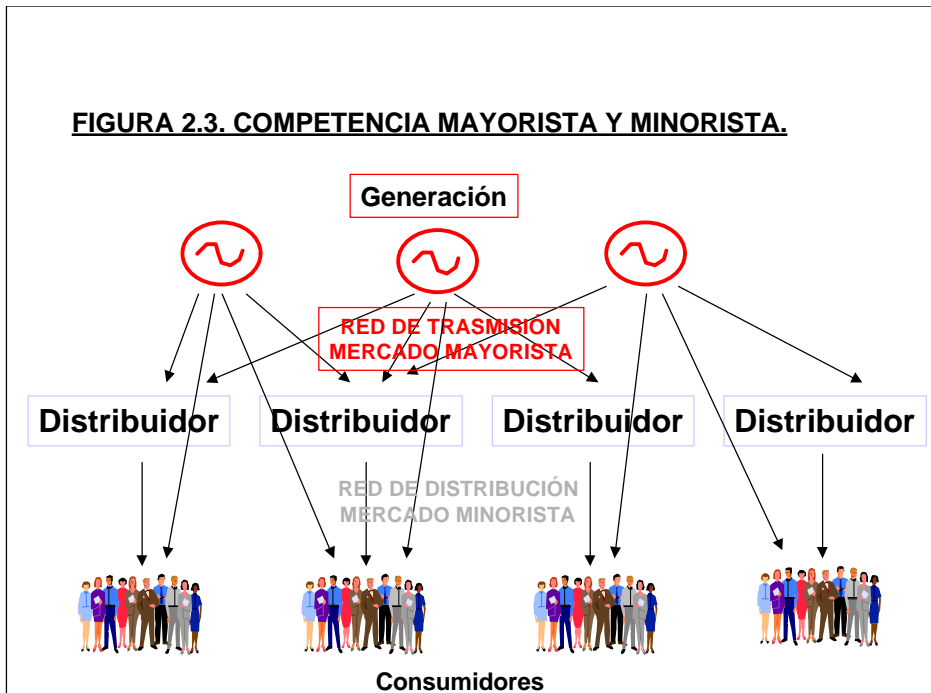 FIGURA 2.3. COMPETENCIA MAYORISTA Y MINORISTA.
Generación
RED DE TRASMISIÓN
MERCADO MAYORISTA
Distribuidor
Distribuidor
Distribuidor
Distribuidor
RED DE DISTRIBUCIÓN
MERCADO MINORISTA
Consumidores